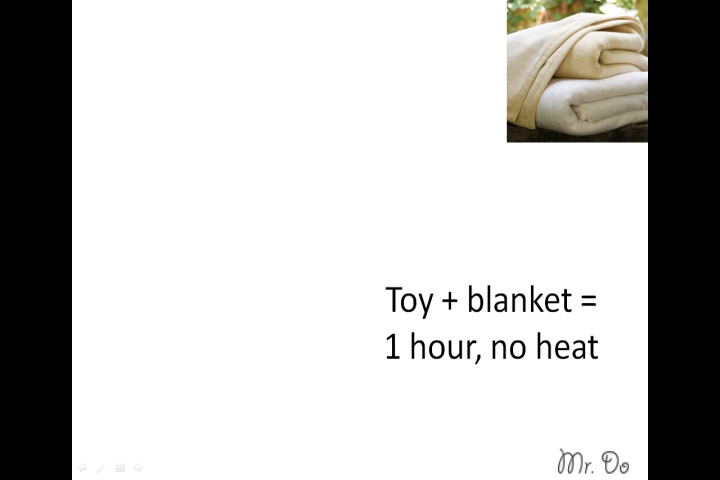 Toy + blanket =
1 hour, no heat
Mr. Do